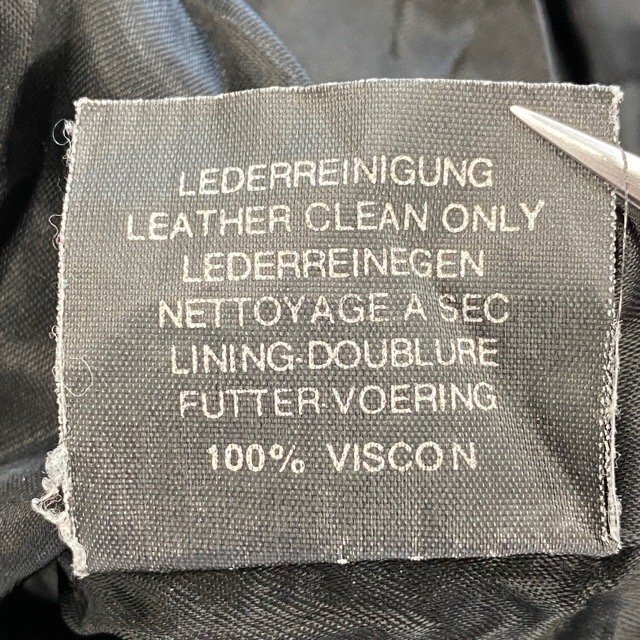 LEDERREINIGUNG
LEATHER CLEAN ONLY
LEDERREINEGEN
NETTOYAGE A SEC
LINING-DOUBLURE
FUTTER-VOERING
100% VISCON